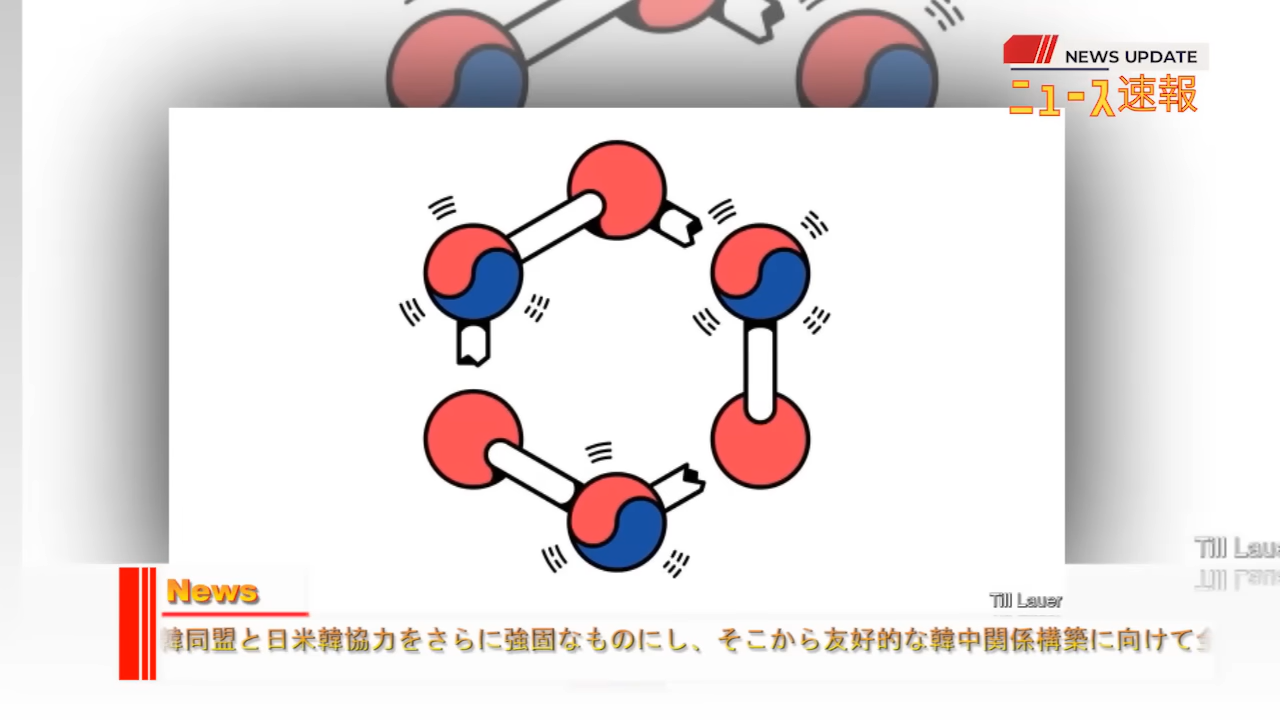 NEWS UPDATE
ニュース速報
Till Lauer
News
Till Lauer
韓同盟と日米韓協力をさらに強固なものにし、そこから友好的な韓中関係構築に向けて